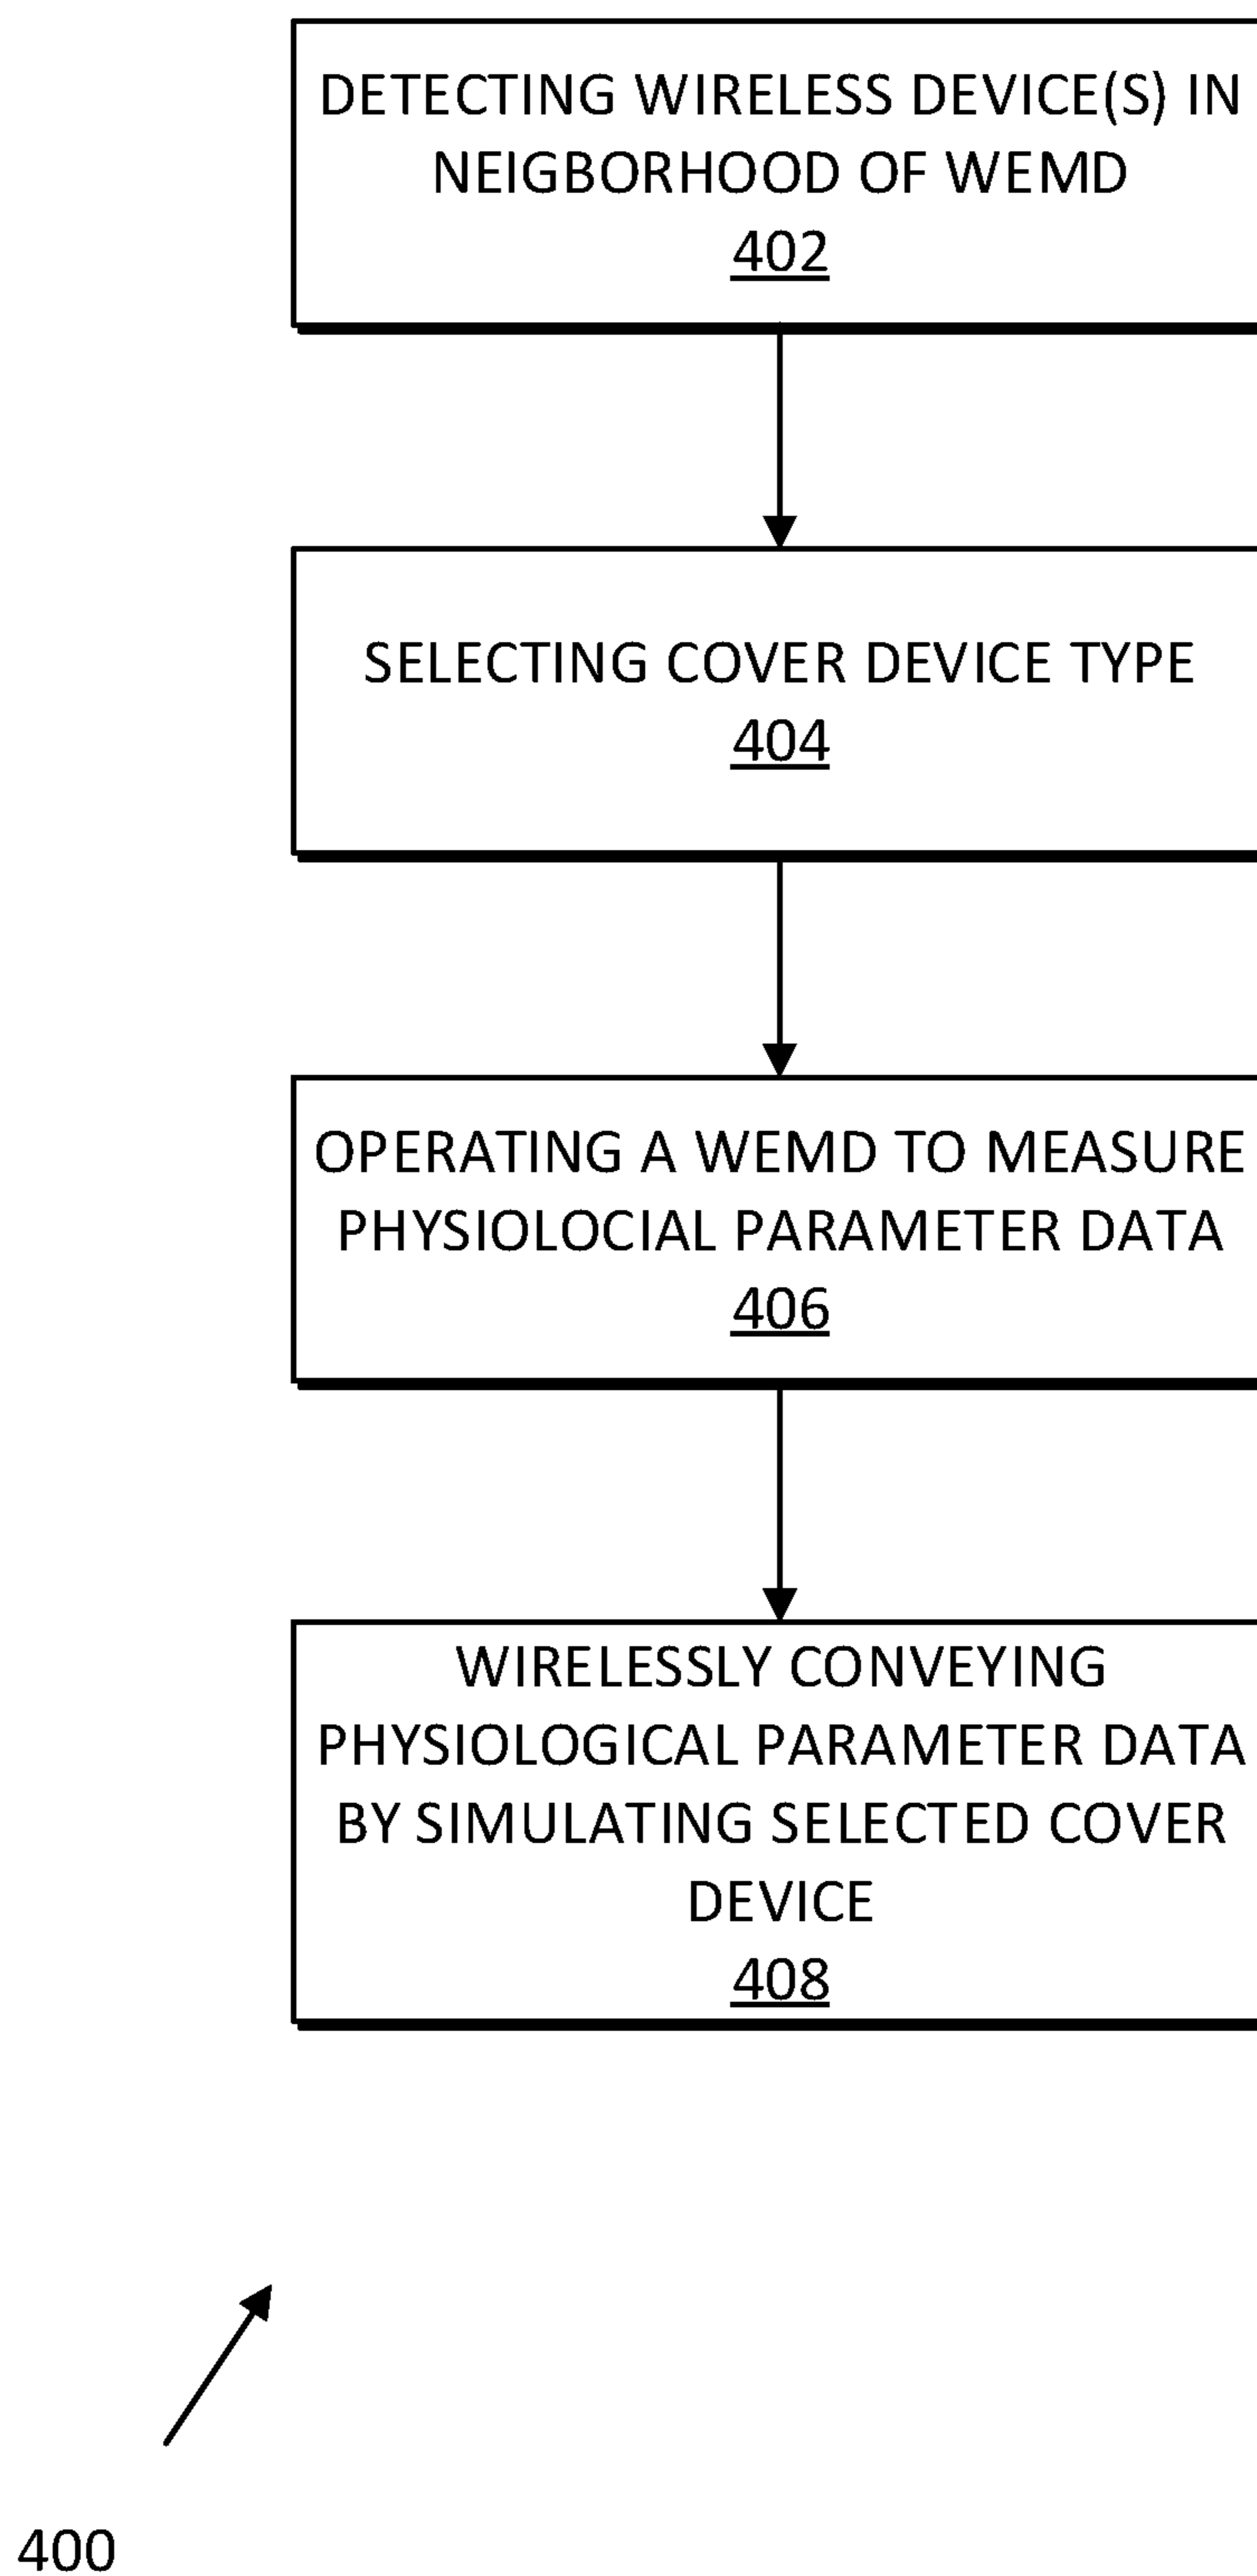 DETECTING WIRELESS DEVICE(S) IN
NEIGBORHOOD OF WEMD
402
SELECTING COVER DEVICE TYPE
404
OPERATING A WEMD TO MEASURE
PHYSIOLOCIAL PARAMETER DATA
406
WIRELESSLY CONVEYING
PHYSIOLOGICAL PARAMETER DATA
BY SIMULATING SELECTED COVER
DEVICE
408
400